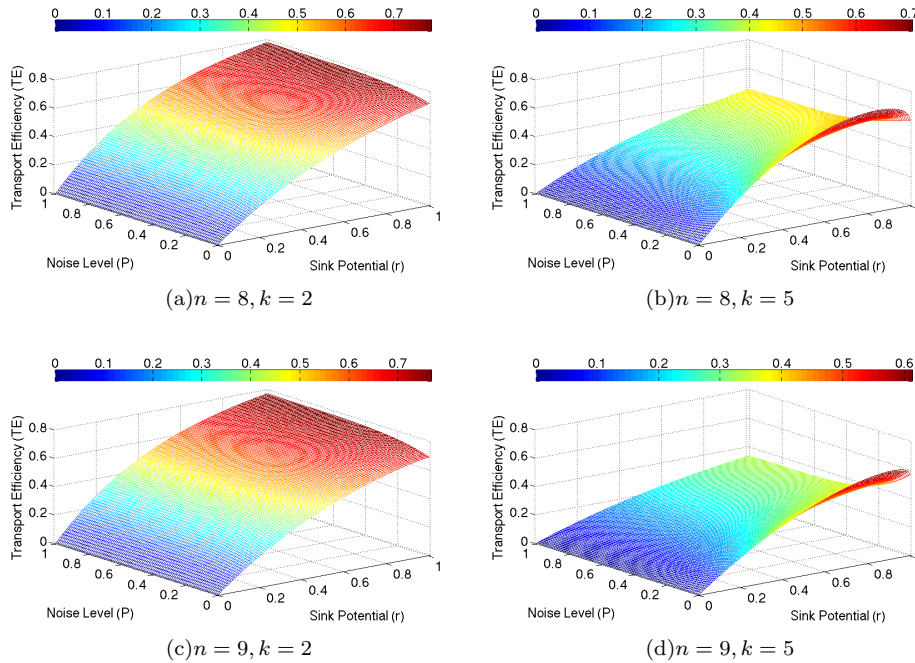 0 0.1 0.2 0.3 0.4 0.5 0.6 0.7
0 0.1 0.2 0.3 0.4 0.5 0.6 0.7
Transport Efficiency (TE)
0.8
0.6
0.4
0.2
0
1 0.8 0.6 0.4 0.2 0
0 0.2 0.4 0.6 0.8 1
Noise Level (P)
Sink Potential (r)
(a)n = 8, k = 2
Transport Efficiency (TE)
0.8
0.6
0.4
0.2
0
1 0.8 0.6 0.4 0.2 0
0 0.2 0.4 0.6 0.8 1
Noise Level (P)
Sink Potential (r)
(b)n = 8, k = 5
0 0.1 0.2 0.3 0.4 0.5 0.6 0.7
0 0.1 0.2 0.3 0.4 0.5 0.6
Transport Efficiency (TE)
0.8
0.6
0.4
0.2
0
1 0.8 0.6 0.4 0.2 0
0 0.2 0.4 0.6 0.8 1
Noise Level (P)
Sink Potential (r)
(c)n = 9, k = 2
Transport Efficiency (TE)
0.8
0.6
0.4
0.2
0
1 0.8 0.6 0.4 0.2 0
0 0.2 0.4 0.6 0.8 1
Noise Level (P)
Sink Potential (r)
(d)n = 9, k = 5